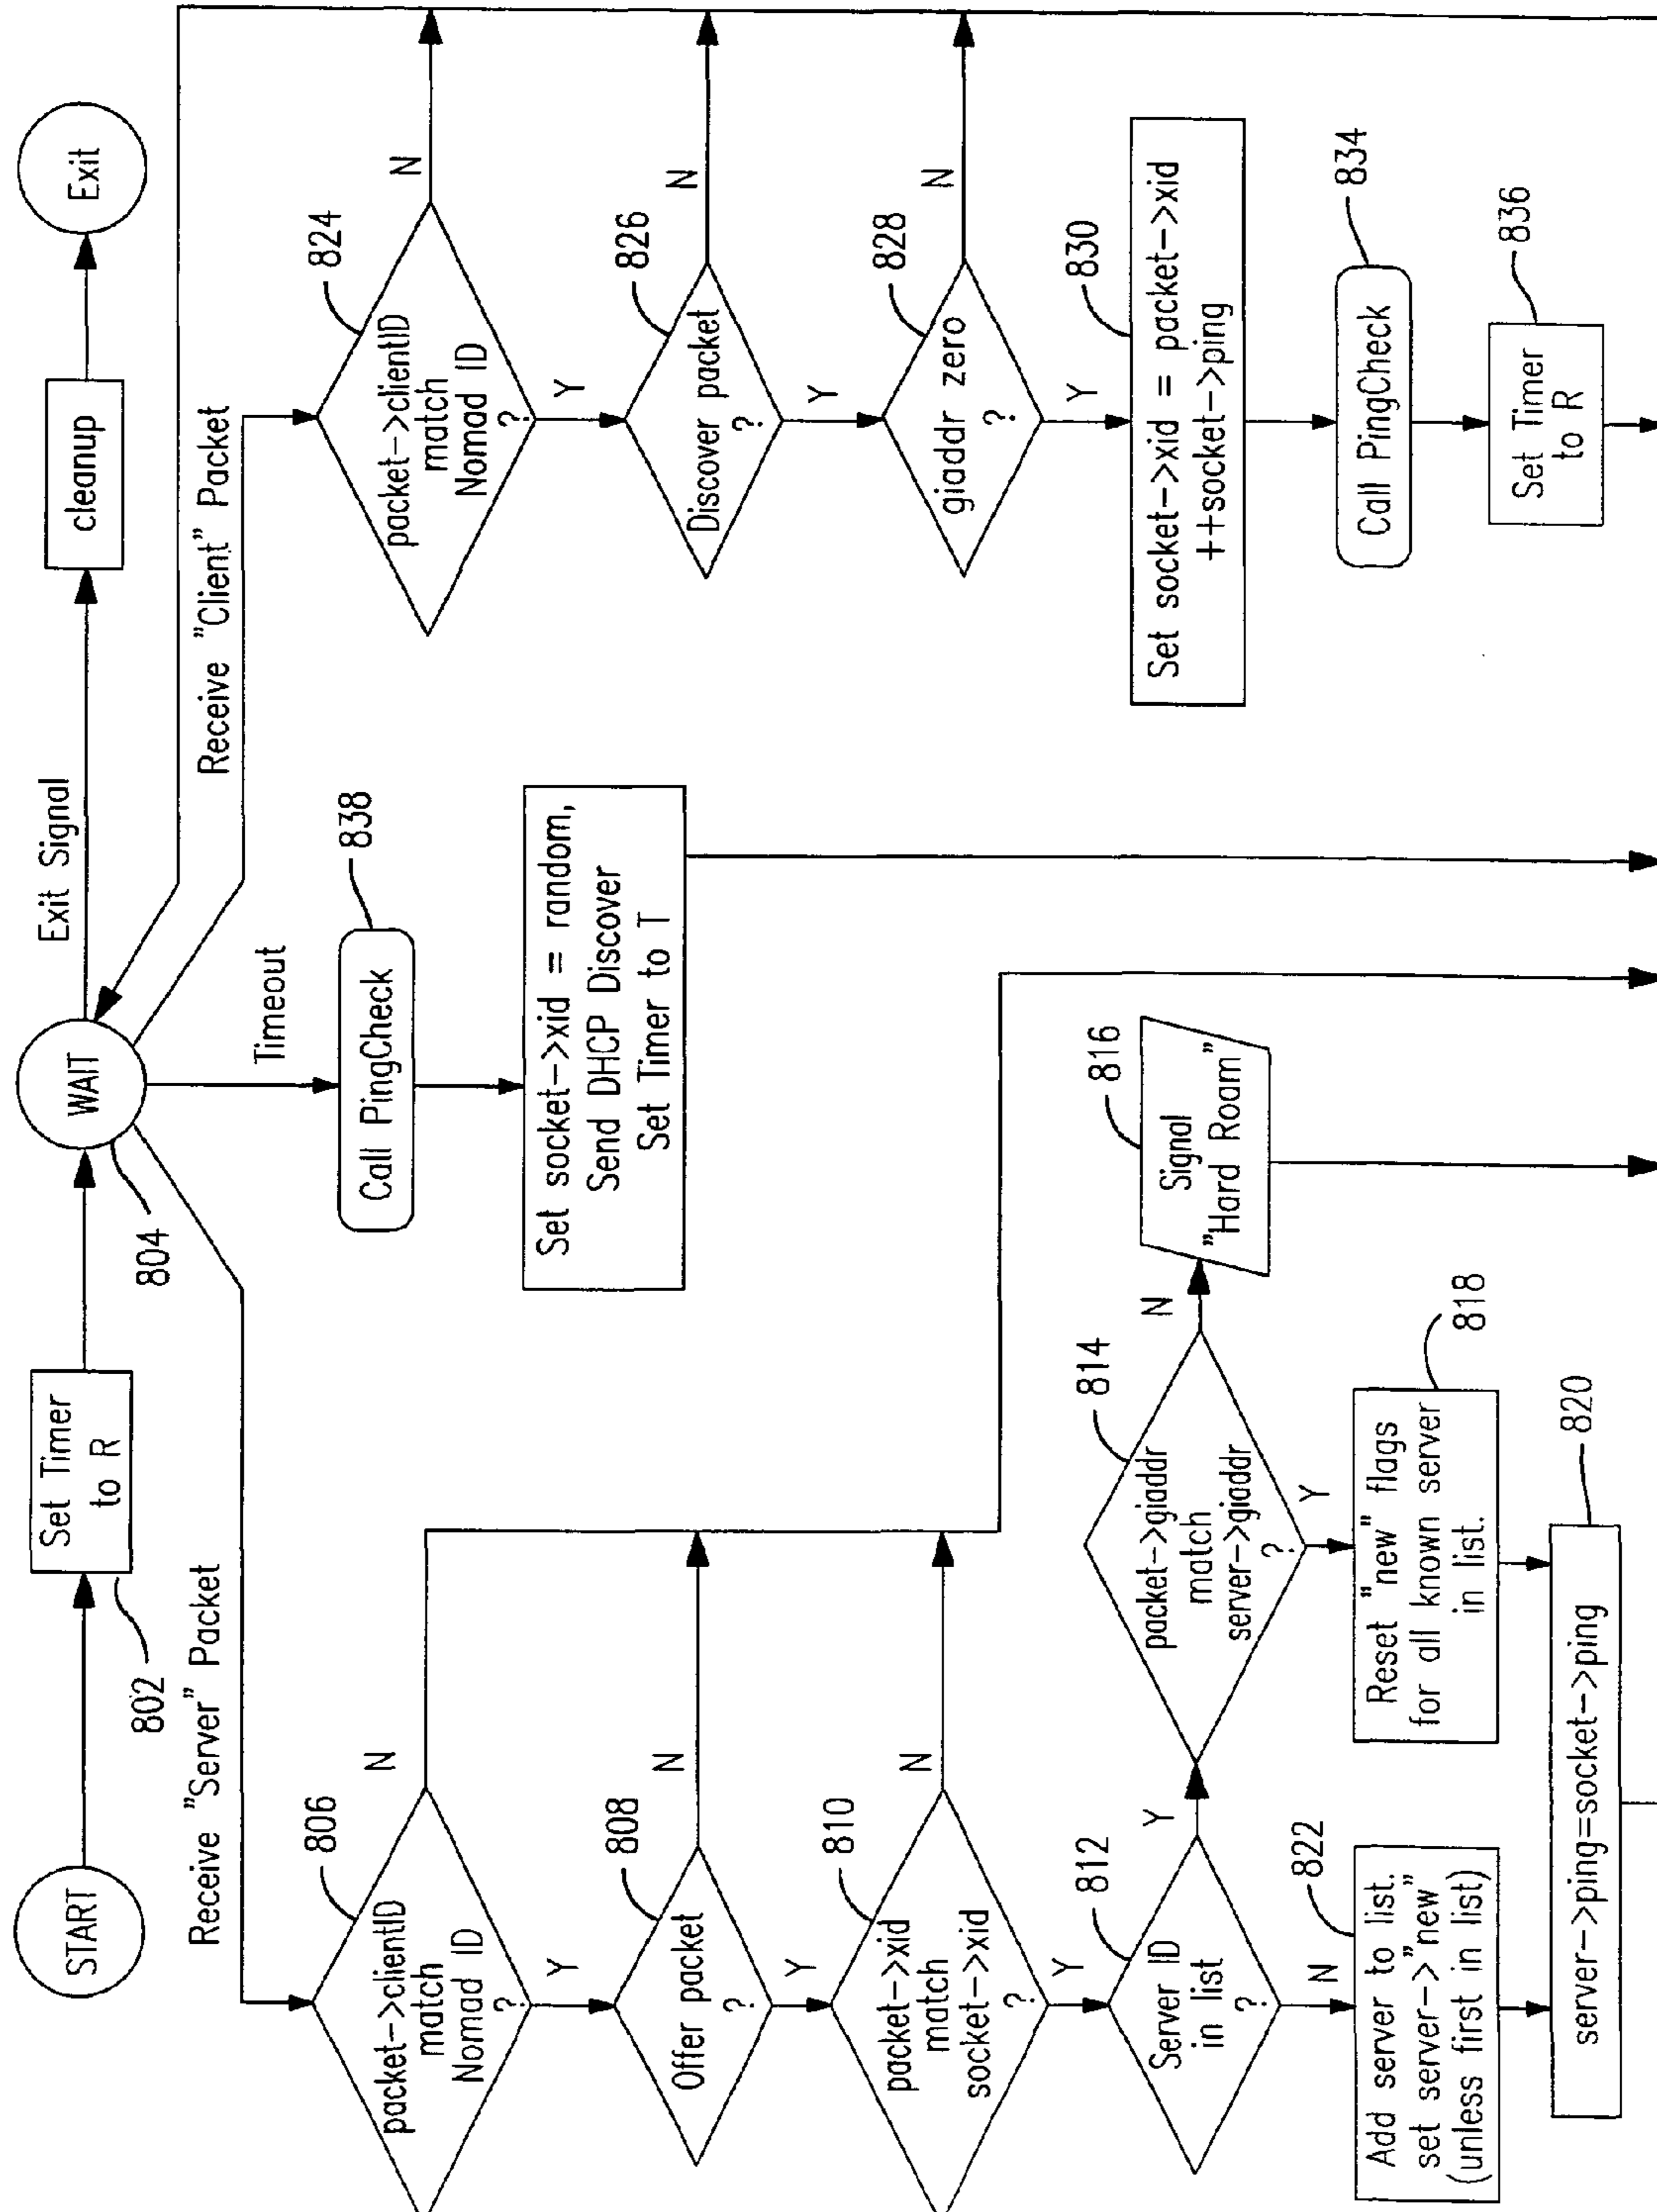 START
Set Timer
to R
802
WAIT
804
Exit Signal
cleanup
Exit
Receive "Server" Packet
Timeout
Receive "Client" Packet
packet->clientID
match
Nomad ID
?
806
N
Y
Offer packet
?
808
N
Y
packet->xid
match
socket->xid
?
810
N
Y
Server ID
in list
?
812
Y
N
packet->giaddr
match
server->giaddr
?
814
N
Y
Signal
"Hard Roam"
816
Add server to list.
set server->"new"
(unless first in list)
822
Reset "new" flags
for all known server
in list.
818
server->ping=socket->ping
820
Call PingCheck
838
Set socket->xid = random,
Send DHCP Discover
Set Timer to T
packet->clientID
match
Nomad ID
?
824
N
Y
Discover packet
?
826
N
Y
giaddr zero
?
828
N
Y
Set socket->xid = packet->xid
++socket->ping
830
Call PingCheck
834
Set Timer
to R
836